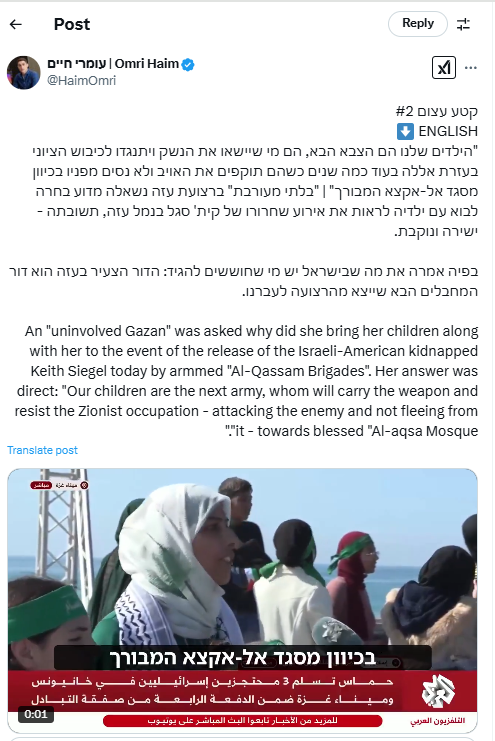 Post
Reply
עומרי חיים | Omri Haim
@HaimOmri
קטע עצום #2
ENGLISH
"הילדים שלנו הם הצבא הבא, הם מי שיישאו את הנשק ויתנגדו לכיבוש הציוני
בעזרת אללה בעוד כמה שנים כשהם תוקפים את האויב ולא נסים מפניו בכיוון
מסגד אל-אקצא המבורך" | "בלתי מעורבת" ברצועת עזה נשאלה מדוע בחרה
לבוא עם ילדיה לראות את אירוע שחרורו של קית' סגל בנמל עזה, תשובתה -
ישירה ונוקבת.
בפיה אמרה את מה שבישראל יש מי שחוששים להגיד: הדור הצעיר בעזה הוא דור
המחבלים הבא שייצא מהרצועה לעברנו.
An "uninvolved Gazan" was asked why did she bring her children along
with her to the event of the release of the Israeli-American kidnapped
Keith Siegel today by armmed "Al-Qassam Brigades". Her answer was
direct: "Our children are the next army, whom will carry the weapon and
resist the Zionist occupation - attacking the enemy and not fleeing from
".”it - towards blessed "Al-aqsa Mosque
Translate post
مباشر ميناء غزة
בכיוון מסגד אל-אקצא המבורך
حماس تسلم 3 محتجزين إسرائيليين في خانيونس
وميناء غزة ضمن الدفعة الرابعة من صفقة التبادل
0:01
للمزيد من الأخبار تابعوا البث المباشر على يوتيوب
التلفزيون العربي